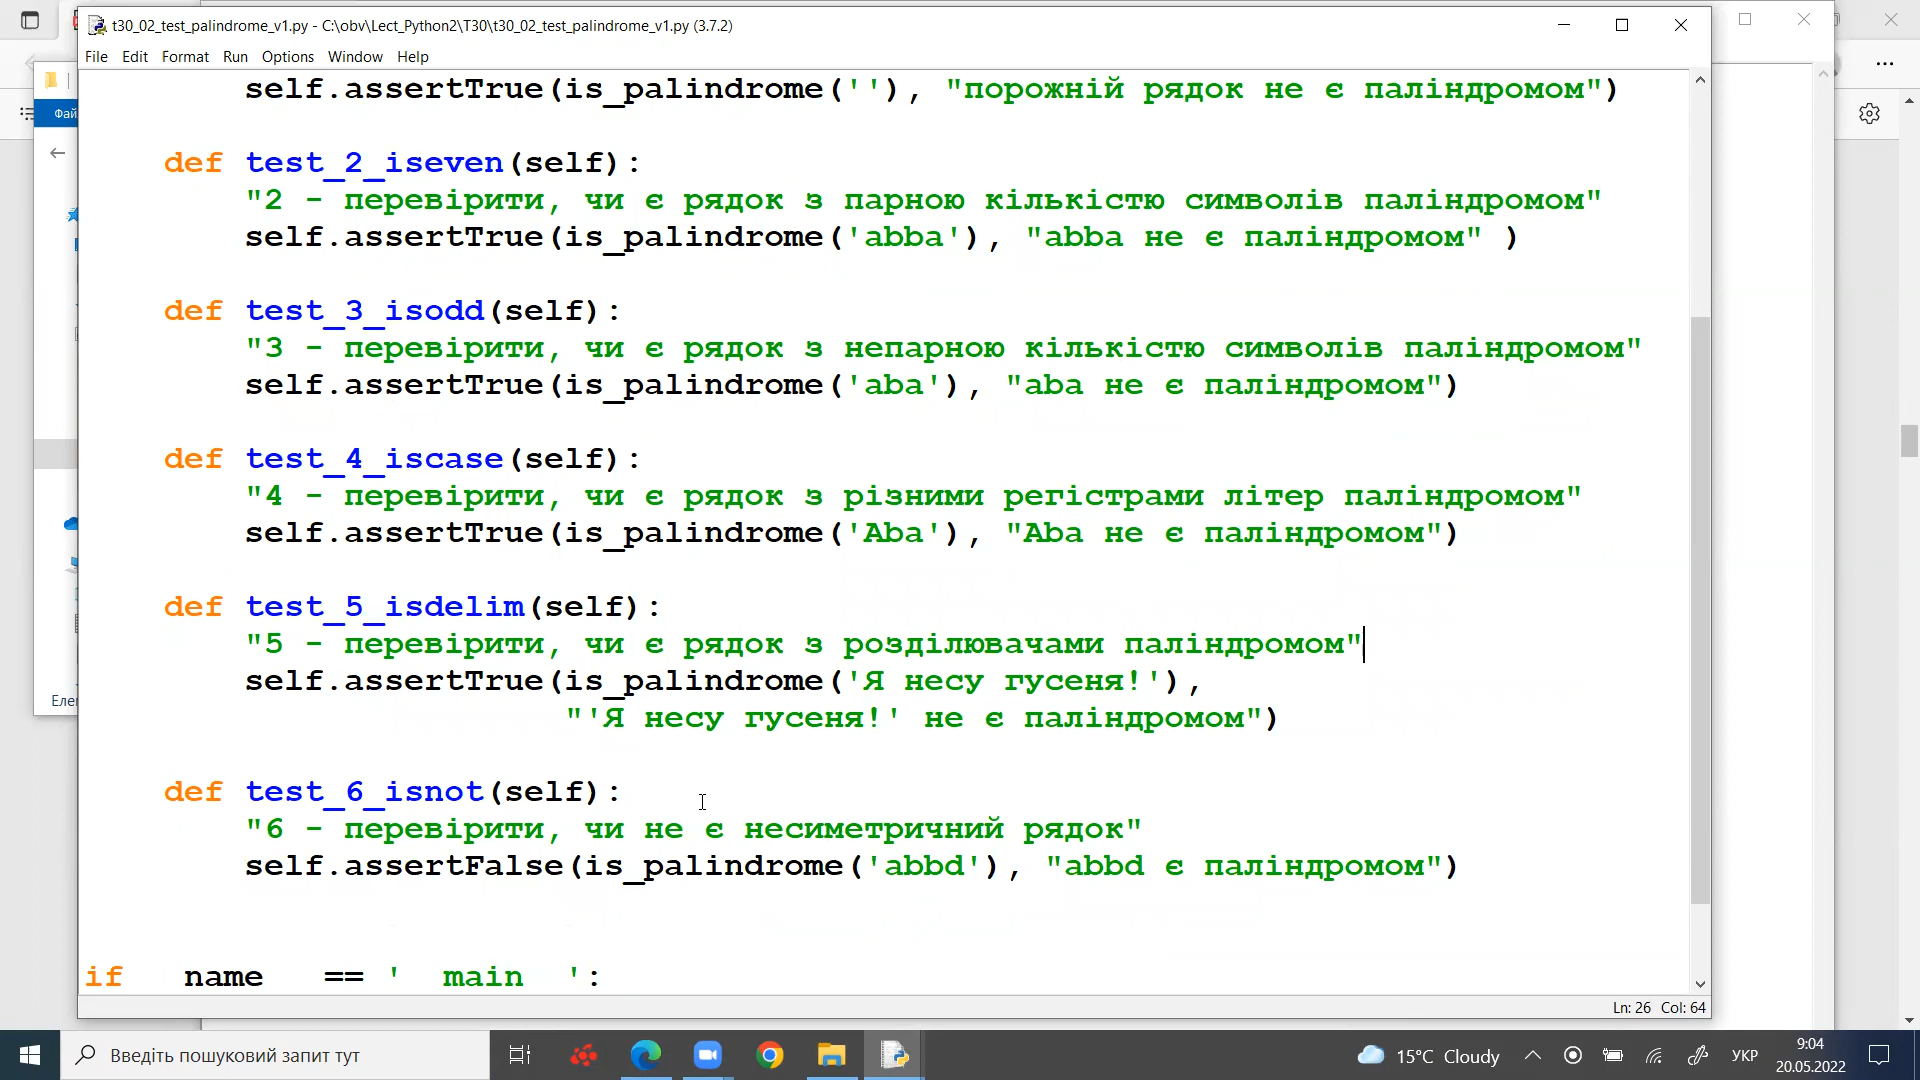 t30_02_test_palindrome_v1.py - C:\obv\Lect_Python2\T30\t30_02_test_palindrome_v1.py (3.7.2)
File Edit Format Run Options Window Help
Фай
self.assertTrue(is_palindrome(''), "порожній рядок не є паліндромом")
def test_2_iseven(self):
"2 - перевірити, чи є рядок з парною кількістю символів паліндромом"
self.assertTrue(is_palindrome('abba'), "abba не є паліндромом" )
def test_3_isodd(self):
"3 - перевірити, чи є рядок з непарною кількістю символів паліндромом"
self.assertTrue(is_palindrome('aba'), "aba не є паліндромом")
def test_4_iscase(self):
"4 - перевірити, чи є рядок з різними регістрами літер паліндромом"
self.assertTrue(is_palindrome('Aba'), "Aba не є паліндромом")
def test_5_isdelim(self):
"5 - перевірити, чи є рядок з розділювачами паліндромом"
self.assertTrue(is_palindrome('Я несу гусеня!'),
"'Я несу гусеня!' не є паліндромом")
Елег
def test_6_isnot(self):
"6 - перевірити, чи не є несиметричний рядок"
self.assertFalse(is_palindrome('abbd'), "abbd є паліндромом")
if name == ' main ':
Ln: 26 Col: 64
Введіть пошуковий запит тут
15°C Cloudy
УКР
9:04
20.05.2022